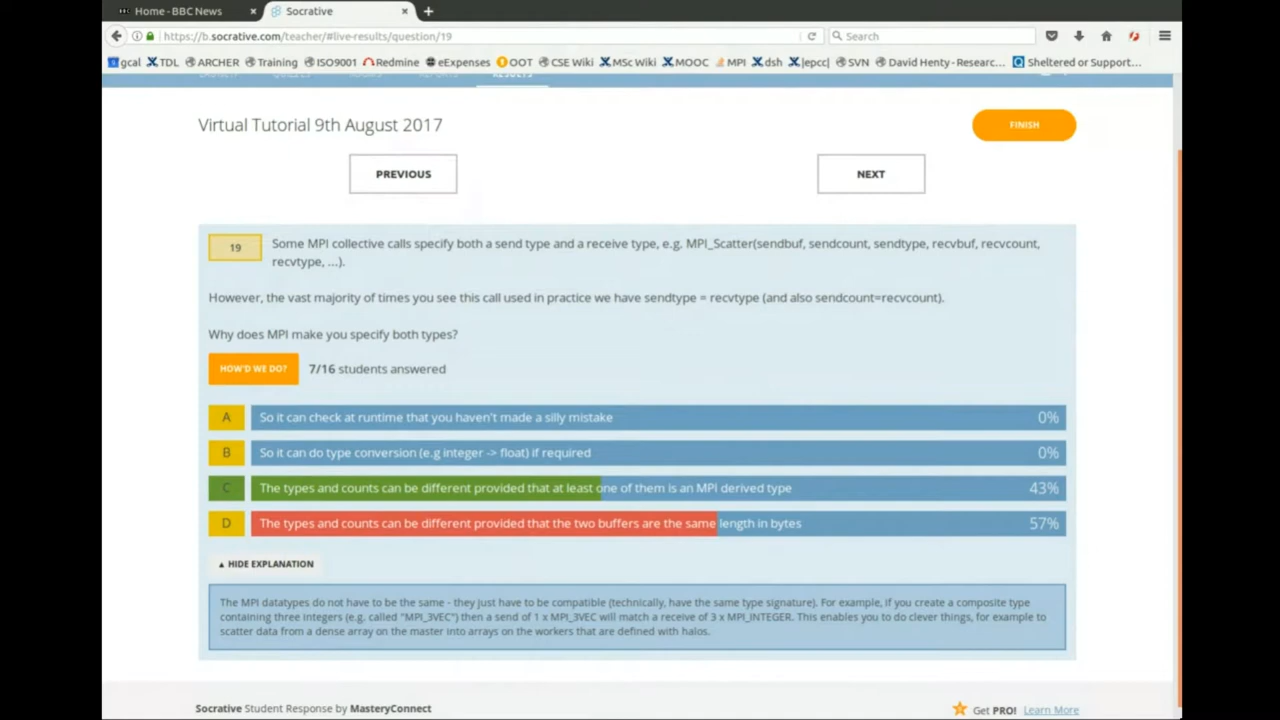 Home - BBC News
Socrative
https://b.socrative.com/teacher/#live-results/question/19
Search
gcal TDL ARCHER Training ISO9001 Redmine eExpenses OOT CSE Wiki MSc Wiki MOOC MPI dsh Jepcc| SVN David Henty - Researc... Sheltered or Support...
RESULTS
Virtual Tutorial 9th August 2017
FINISH
PREVIOUS
NEXT
19
Some MPI collective calls specify both a send type and a receive type, e.g. MPI_Scatter(sendbuf, sendcount, sendtype, recvbuf, recvcount,
recvtype, ...).
However, the vast majority of times you see this call used in practice we have sendtype = recvtype (and also sendcount=recvcount).
Why does MPI make you specify both types?
HOW'D WE DO?
7/16 students answered
A So it can check at runtime that you haven't made a silly mistake 0%
B So it can do type conversion (e.g integer -> float) if required 0%
C The types and counts can be different provided that at least one of them is an MPI derived type 43%
D The types and counts can be different provided that the two buffers are the same length in bytes 57%
▲ HIDE EXPLANATION
The MPI datatypes do not have to be the same - they just have to be compatible (technically, have the same type signature). For example, if you create a composite type
containing three integers (e.g. called "MPI_3VEC") then a send of 1 x MPI_3VEC will match a receive of 3 x MPI_INTEGER. This enables you to do clever things, for example to
scatter data from a dense array on the master into arrays on the workers that are defined with halos.
Socrative Student Response by MasteryConnect
Get PRO! Learn More